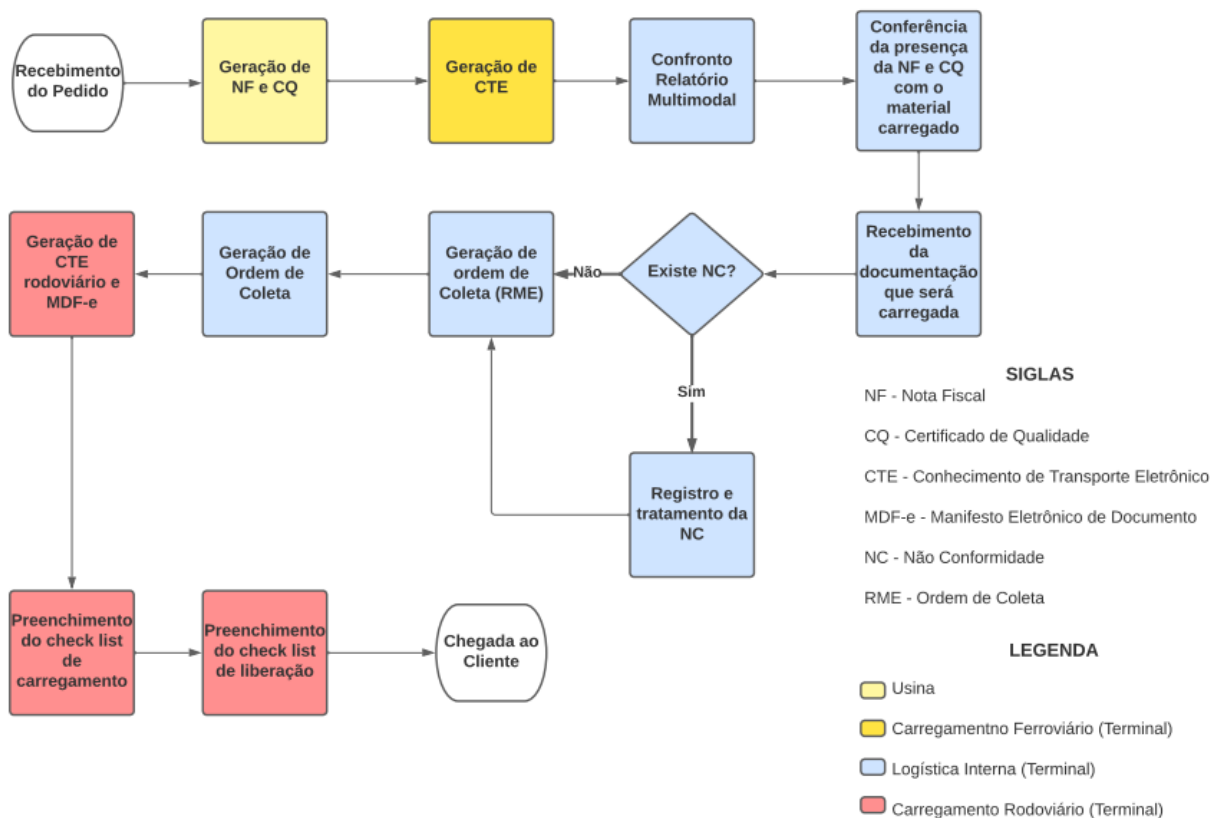 Recebimento
do Pedido
Geração de
NF e CQ
Geração de
CTE
Confronto
Relatório
Multimodal
Conferência
da presença
da NF e CQ
com o
material
carregado
Geração de
CTE
rodoviário e
MDF-e
Geração de
Ordem de
Coleta
Geração de
ordem de
Coleta (RME)
Não
Existe NC?
Recebimento
da
documentação
que será
carregada
Sim
Registro e
tratamento da
NC
Preenchimento
do check list
de
carregamento
Preenchimento
do check list
de liberação
Chegada ao
Cliente
SIGLAS
NF - Nota Fiscal
CQ - Certificado de Qualidade
CTE - Conhecimento de Transporte Eletrônico
MDF-e - Manifesto Eletrônico de Documento
NC - Não Conformidade
RME - Ordem de Coleta
LEGENDA
Usina
Carregamentno Ferroviário (Terminal)
Logística Interna (Terminal)
Carregamento Rodoviário (Terminal)